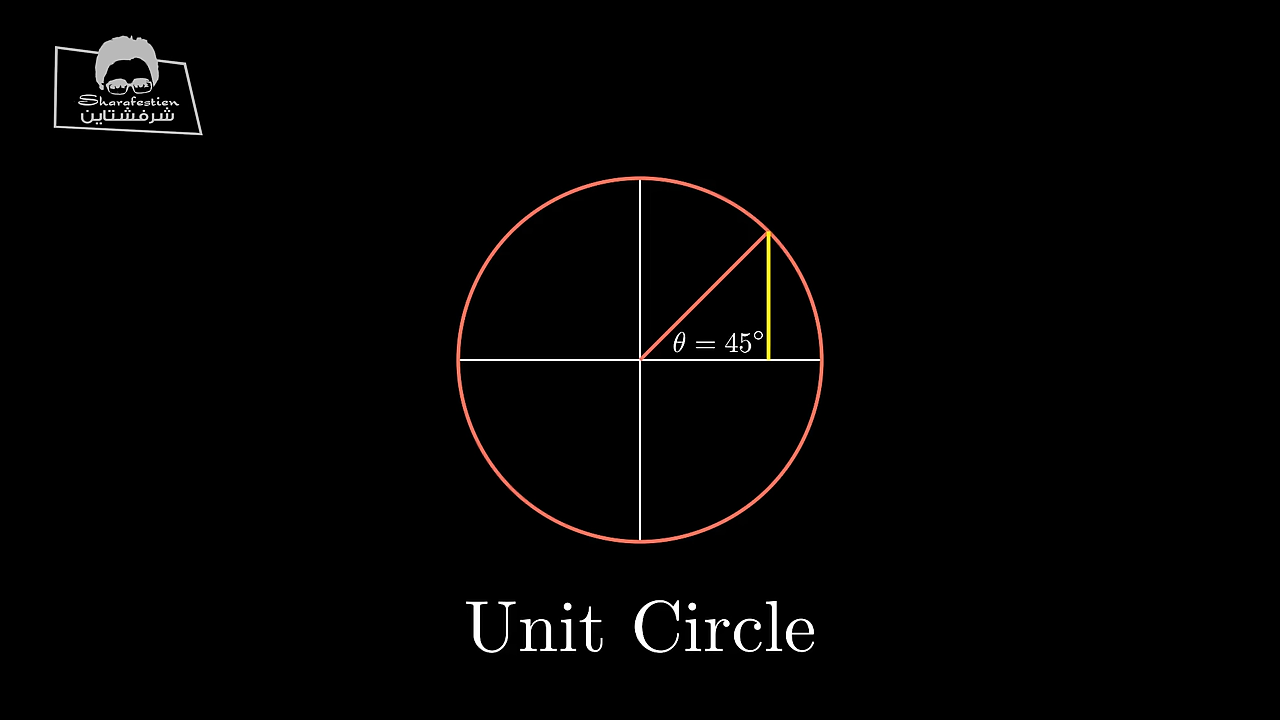 Sharafestien
شرفشتاين
θ = 45°
Unit Circle